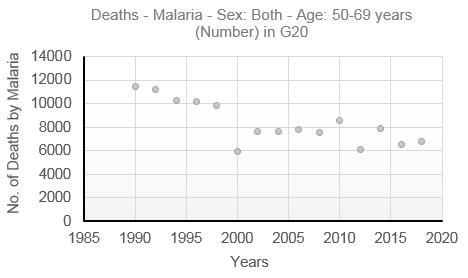 Deaths - Malaria - Sex: Both - Age: 50-69 years
(Number) in G20
14000
12000
10000
8000
6000
4000
2000
0
No. of Deaths by Malaria
1985 1990 1995 2000 2005 2010 2015 2020
Years